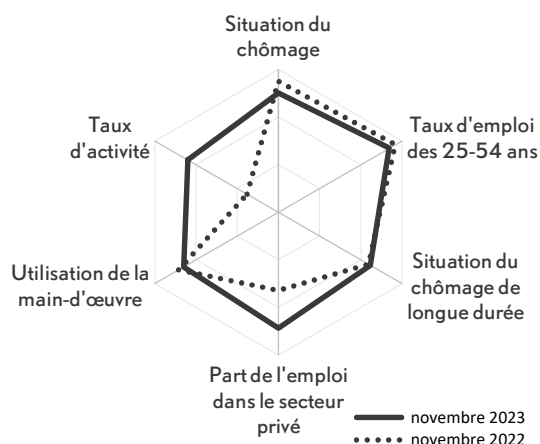 Situation du
chômage
Taux d'emploi
des 25-54 ans
Situation du
chômage de
longue durée
Part de l'emploi
dans le secteur
privé
Utilisation de la
main-d'œuvre
Taux
d'activité
novembre 2023
novembre 2022